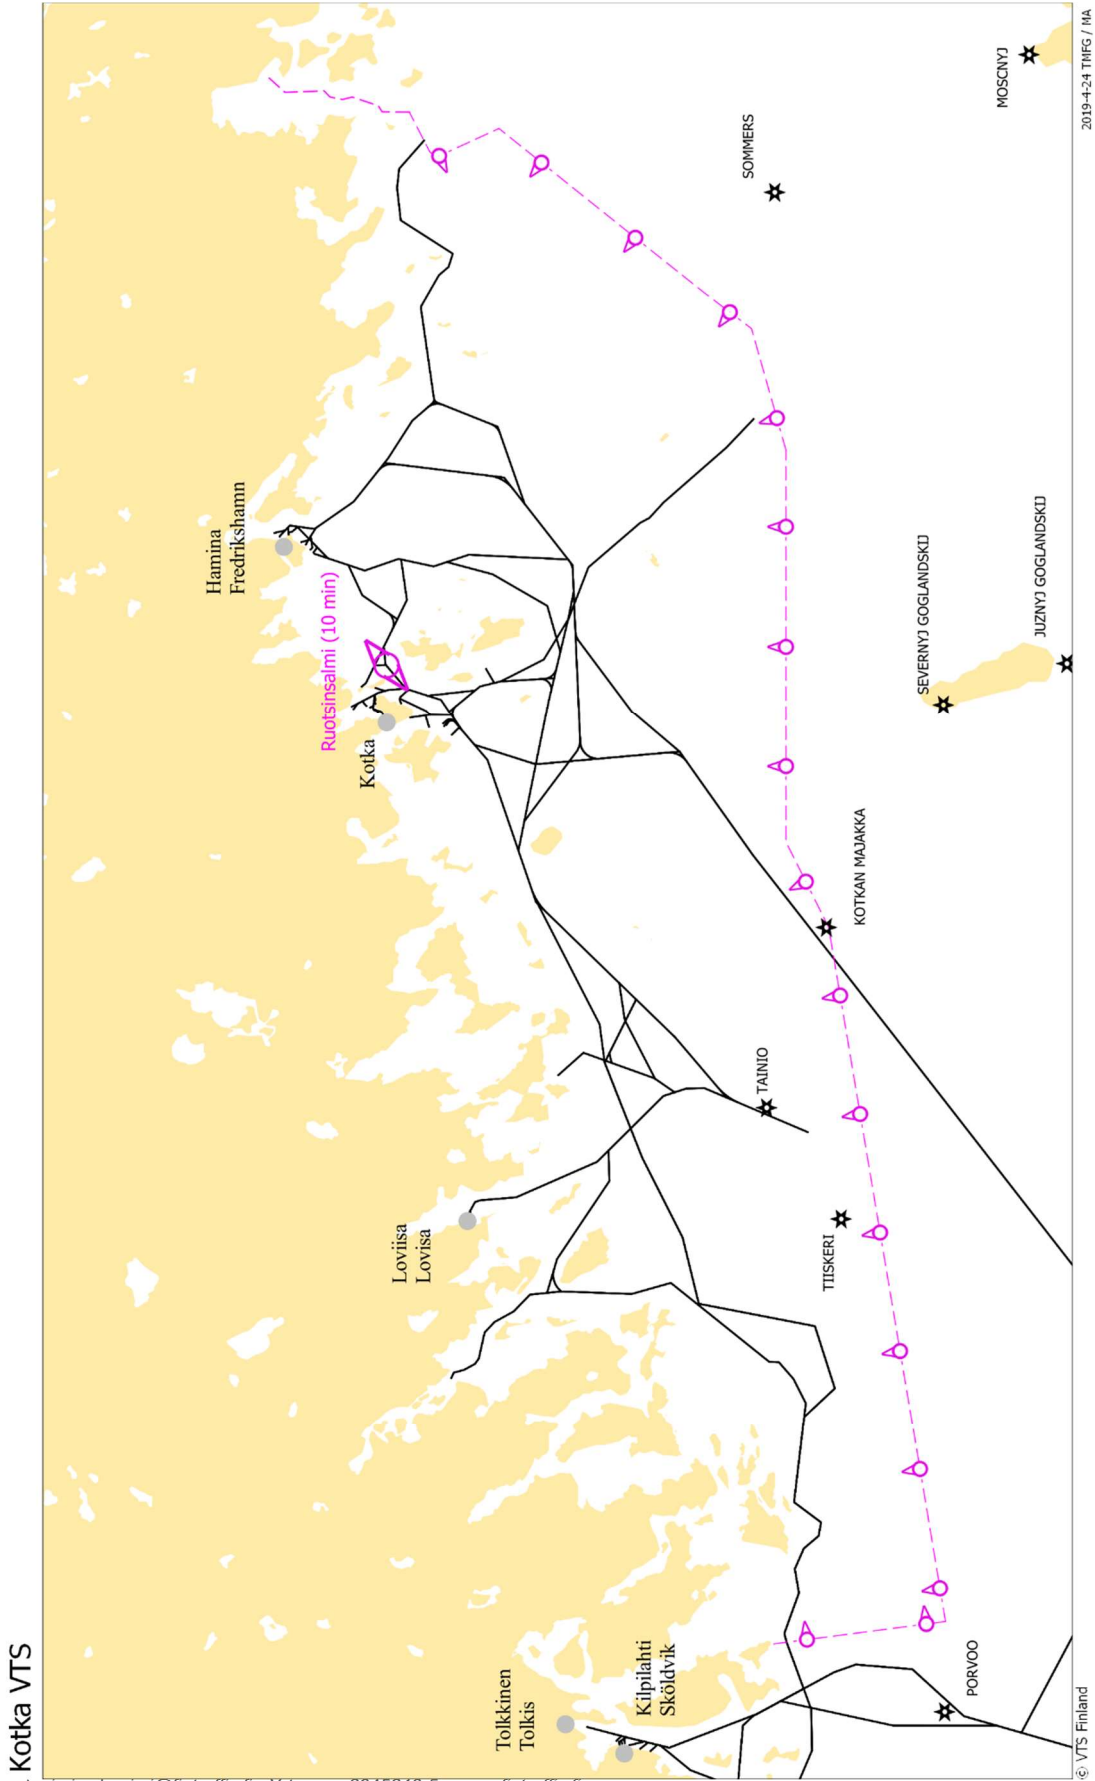 Kotka VTS
Hamina
Fredrikshamn
Ruotsinsalmi (10 min)
Kotka
Loviisa
Lovisa
Tolkkinen
Tolkis
Kilpilahti
Sköldvik
MOSCNYJ
SOMMERS
SEVERNYJ GOGLANDSKIJ
JUZNYJ GOGLANDSKIJ
KOTKAN MAJAKKA
TAINIO
TIISKERI
PORVOO
© VTS Finland
2019-4-24 TMFG / MA